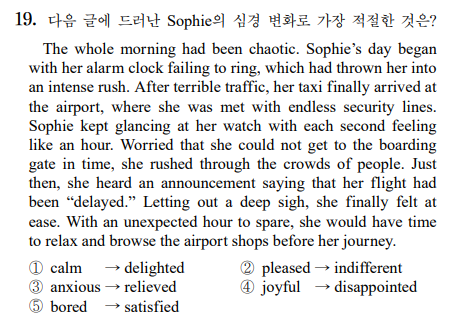 19. 다음 글에 드러난 Sophie의 심경 변화로 가장 적절한 것은?
The whole morning had been chaotic. Sophie's day began
with her alarm clock failing to ring, which had thrown her into
an intense rush. After terrible traffic, her taxi finally arrived at
the airport, where she was met with endless security lines.
Sophie kept glancing at her watch with each second feeling
like an hour. Worried that she could not get to the boarding
gate in time, she rushed through the crowds of people. Just
then, she heard an announcement saying that her flight had
been “delayed.” Letting out a deep sigh, she finally felt at
ease. With an unexpected hour to spare, she would have time
to relax and browse the airport shops before her journey.
① calm → delighted ② pleased → indifferent
③ anxious → relieved ④ joyful → disappointed
⑤ bored → satisfied